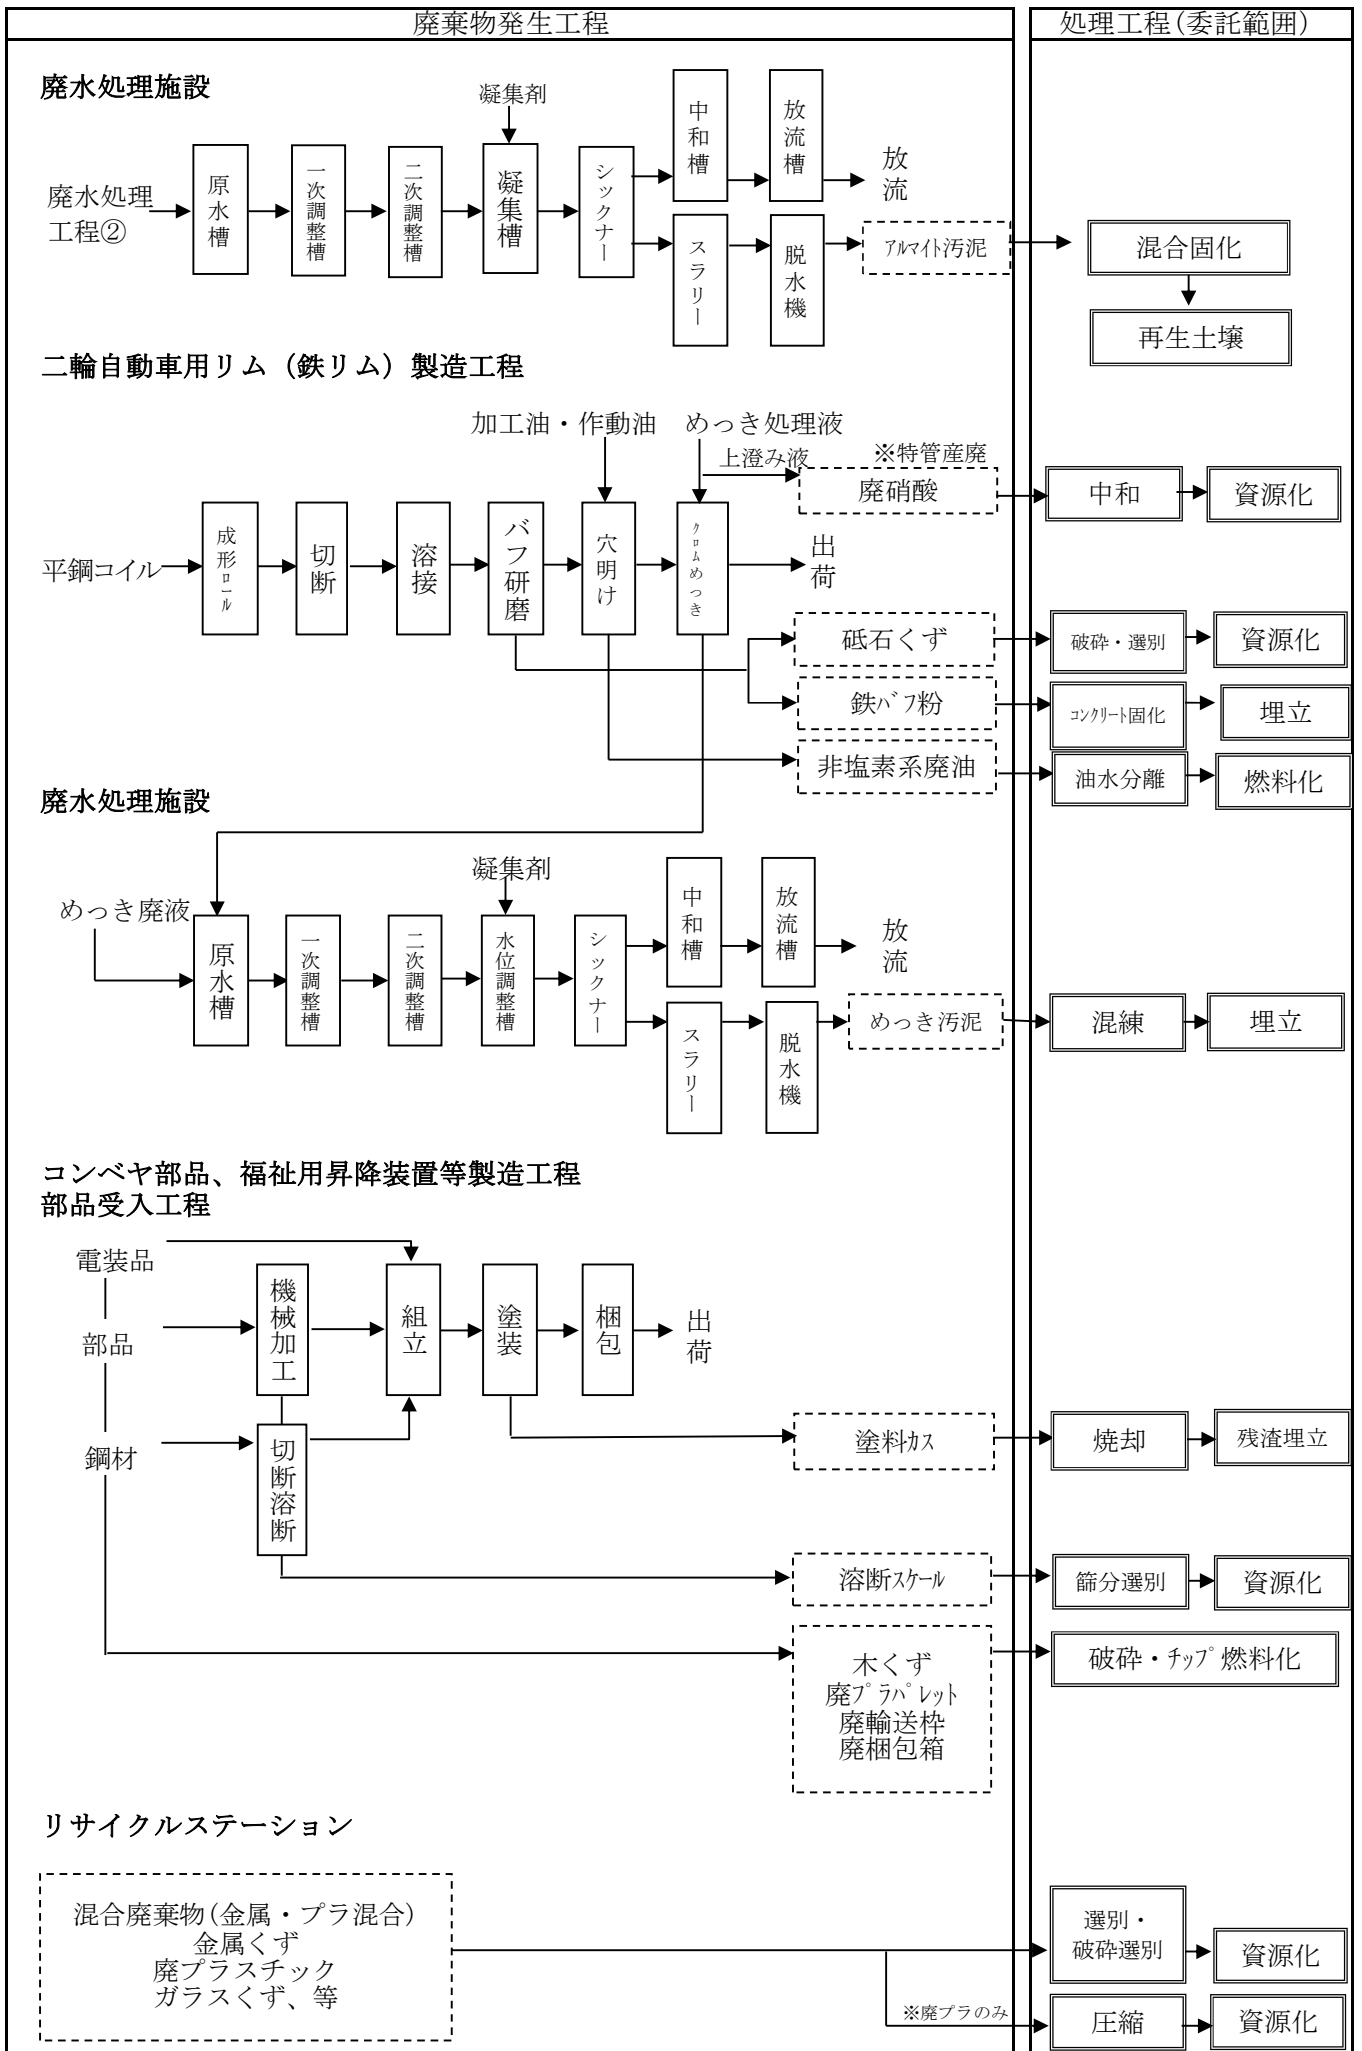 廃棄物発生工程
処理工程(委託範囲)
廃水処理施設
凝集剤
廃水処理
工程②
原水槽
一次調整槽
二次調整槽
凝集槽
シックナー
中和槽
放流槽
放流
スラリー
脱水機
アルマイト汚泥
混合固化
再生土壌
二輪自動車用リム（鉄リム）製造工程
加工油・作動油
めっき処理液
上澄み液
※特管産廃
廃硝酸
中和
資源化
平鋼コイル
成形ロール
切断
溶接
バフ研磨
穴明け
クロムめっき
出荷
砥石くず
破砕・選別
資源化
鉄バフ粉
コンクリート固化
埋立
非塩素系廃油
油水分離
燃料化
廃水処理施設
凝集剤
めっき廃液
原水槽
一次調整槽
二次調整槽
水位調整槽
シックナー
中和槽
放流槽
放流
スラリー
脱水機
めっき汚泥
混練
埋立
コンベヤ部品、福祉用昇降装置等製造工程
部品受入工程
電装品
部品
鋼材
機械加工
切断溶断
組立
塗装
梱包
出荷
塗料カス
焼却
残渣埋立
溶断スケール
篩分選別
資源化
木くず
廃プラパレット
廃輸送枠
廃梱包箱
破砕・チップ燃料化
リサイクルステーション
混合廃棄物(金属・プラ混合)
金属くず
廃プラスチック
ガラスくず、等
選別・
破砕選別
資源化
※廃プラのみ
圧縮
資源化